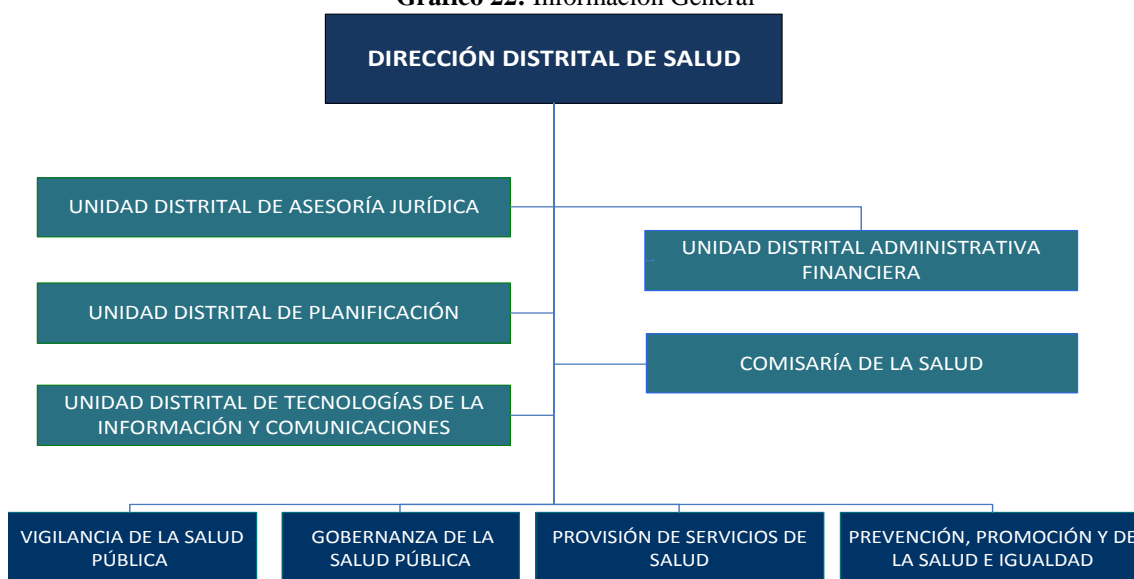 Gráfico 22: Información General
DIRECCIÓN DISTRITAL DE SALUD
UNIDAD DISTRITAL DE ASESORÍA JURÍDICA
UNIDAD DISTRITAL ADMINISTRATIVA
FINANCIERA
UNIDAD DISTRITAL DE PLANIFICACIÓN
COMISARÍA DE LA SALUD
UNIDAD DISTRITAL DE TECNOLOGÍAS DE LA
INFORMACIÓN Y COMUNICACIONES
VIGILANCIA DE LA SALUD
PÚBLICA
GOBERNANZA DE LA
SALUD PÚBLICA
PROVISIÓN DE SERVICIOS DE
SALUD
PREVENCIÓN, PROMOCIÓN Y DE
LA SALUD E IGUALDAD